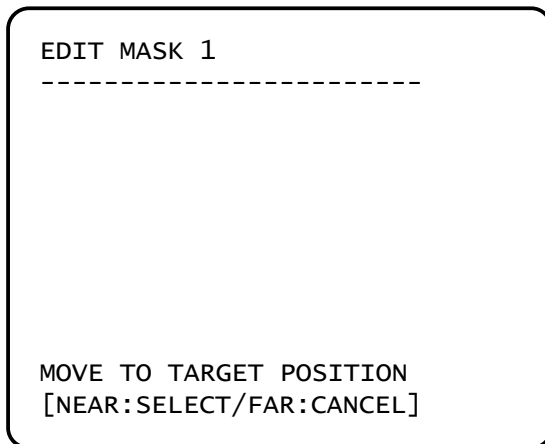 EDIT MASK 1
------------------------
MOVE TO TARGET POSITION
[NEAR:SELECT/FAR:CANCEL]